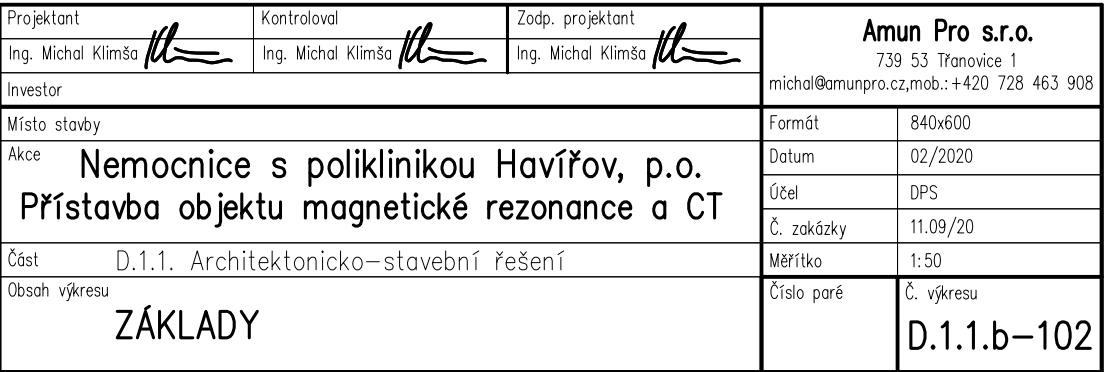 Projektant
Kontroloval
Zodp. projektant
Ing. Michal Klimša
Ing. Michal Klimša
Ing. Michal Klimša
Amun Pro s.r.o.
739 53 Třanovice 1
michal@amunpro.cz,mob.:+420 728 463 908
Investor
Místo stavby
Akce
Nemocnice s poliklinikou Havířov, p.o.
Přístavba objektu magnetické rezonance a CT
Část D.1.1. Architektonicko-stavební řešení
Obsah výkresu
ZÁKLADY
Formát 840x600
Datum 02/2020
Účel DPS
Č. zakázky 11.09/20
Měřítko 1:50
Číslo paré
Č. výkresu
D.1.1.b-102